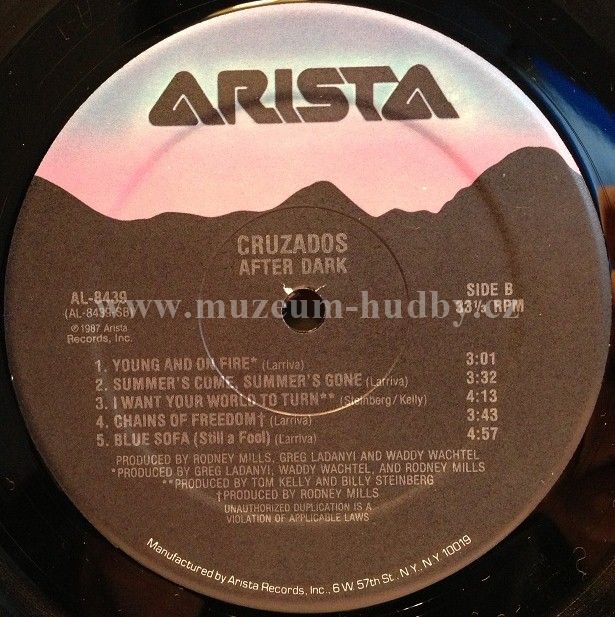 ARISTA
CRUZADOS
AFTER DARK
AL-8439
(AL-8439-SB)
℗1987 Arista
Records, Inc.
SIDE B
33⅓ RPM
www.muzeum-hudby.cz
1. YOUNG AND ON FIRE* (Larriva) 3:01
2. SUMMER'S COME, SUMMER'S GONE (Larriva) 3:32
3. I WANT YOUR WORLD TO TURN** (Steinberg/Kelly) 4:13
4. CHAINS OF FREEDOM† (Larriva) 3:43
5. BLUE SOFA (Still a Fool) (Larriva) 4:57
PRODUCED BY RODNEY MILLS, GREG LADANYI AND WADDY WACHTEL
*PRODUCED BY GREG LADANYI, WADDY WACHTEL, AND RODNEY MILLS
**PRODUCED BY TOM KELLY AND BILLY STEINBERG
†PRODUCED BY RODNEY MILLS
UNAUTHORIZED DUPLICATION IS A
VIOLATION OF APPLICABLE LAWS
Manufactured by Arista Records, Inc., 6 W. 57th St., N.Y., N.Y. 10019